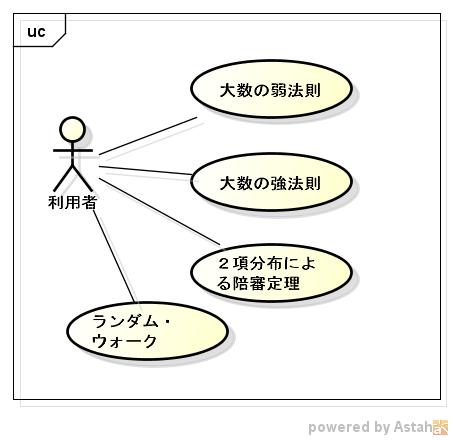 uc
大数の弱法則
利用者
大数の強法則
２項分布によ
る陪審定理
ランダム・
ウォーク
powered by Astah